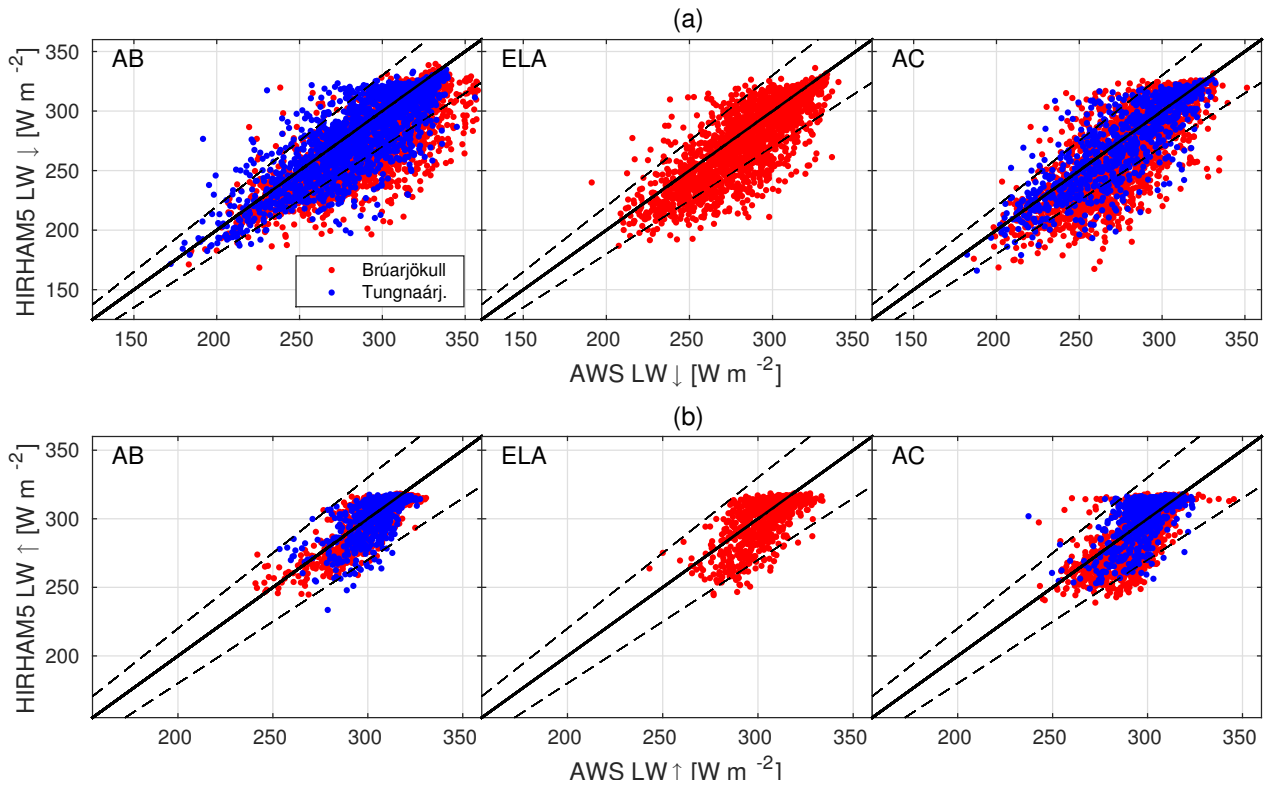 (a)
AB
ELA
AC
HIRHAM5 LW ↓ [W m -2]
350
300
250
200
150
Brúarjökull
Tungnaárj.
150 200 250 300 350
150 200 250 300 350
150 200 250 300 350
AWS LW ↓ [W m -2]
(b)
AB
ELA
AC
HIRHAM5 LW ↑ [W m -2]
350
300
250
200
200 250 300 350
200 250 300 350
200 250 300 350
AWS LW ↑ [W m -2]